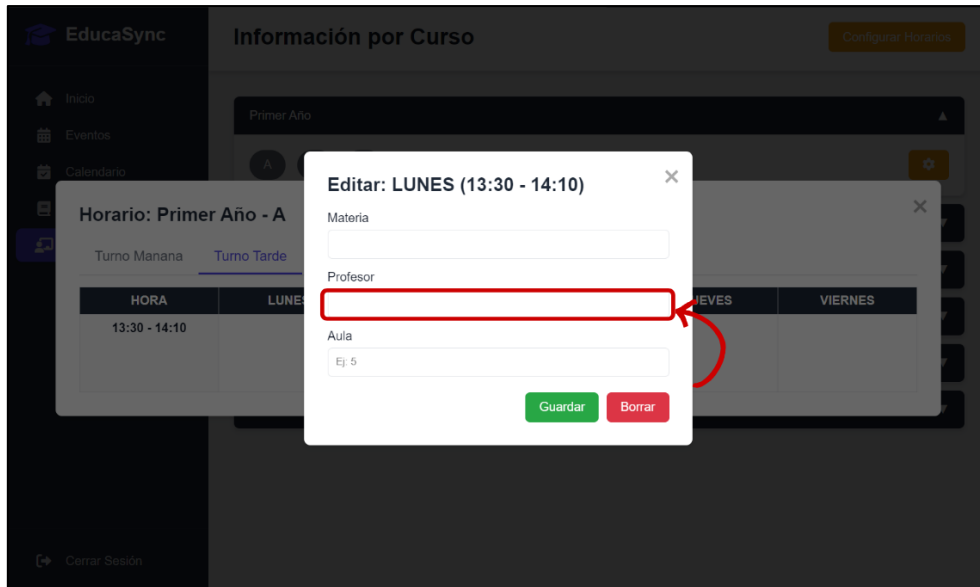 EducaSync
Información por Curso
Configurar Horarios
Inicio
Primer Año
Eventos
A
Calendario
Editar: LUNES (13:30 - 14:10)
Horario: Primer Año - A
Materia
Turno Manana Turno Tarde
Profesor
HORA LUNES JEVES VIERNES
13:30 - 14:10
Aula
Ej: 5
Guardar Borrar
Cerrar Sesión